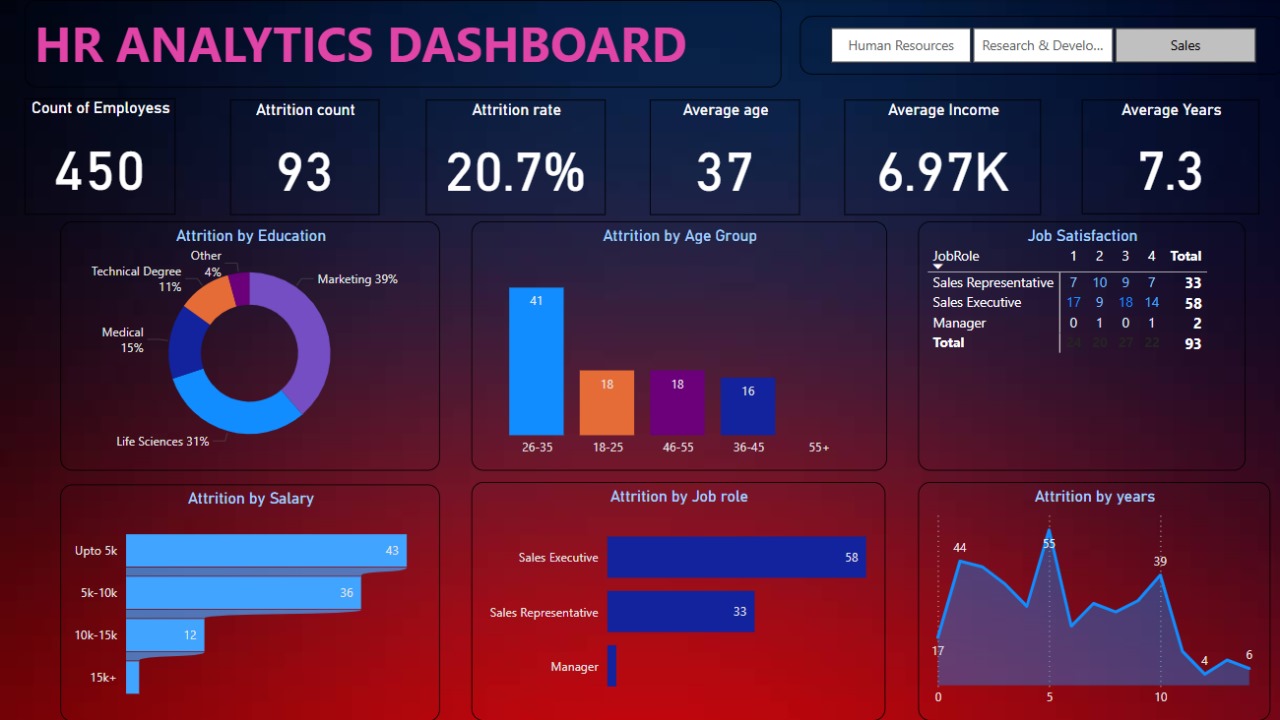 HR ANALYTICS DASHBOARD
Human Resources
Research & Develo...
Sales
Count of Employess
450
Attrition count
93
Attrition rate
20.7%
Average age
37
Average Income
6.97K
Average Years
7.3
Attrition by Education
Other
4%
Technical Degree
11%
Marketing 39%
Medical
15%
Life Sciences 31%
Attrition by Age Group
41
18
18
16
26-35 18-25 46-55 36-45 55+
Job Satisfaction
JobRole 1 2 3 4 Total
Sales Representative 7 10 9 7 33
Sales Executive 17 9 18 14 58
Manager 0 1 0 1 2
Total 24 20 27 22 93
Attrition by Salary
Upto 5k 43
5k-10k 36
10k-15k 12
15k+
Attrition by Job role
Sales Executive 58
Sales Representative 33
Manager
Attrition by years
55
44
39
17
4
6
0 5 10